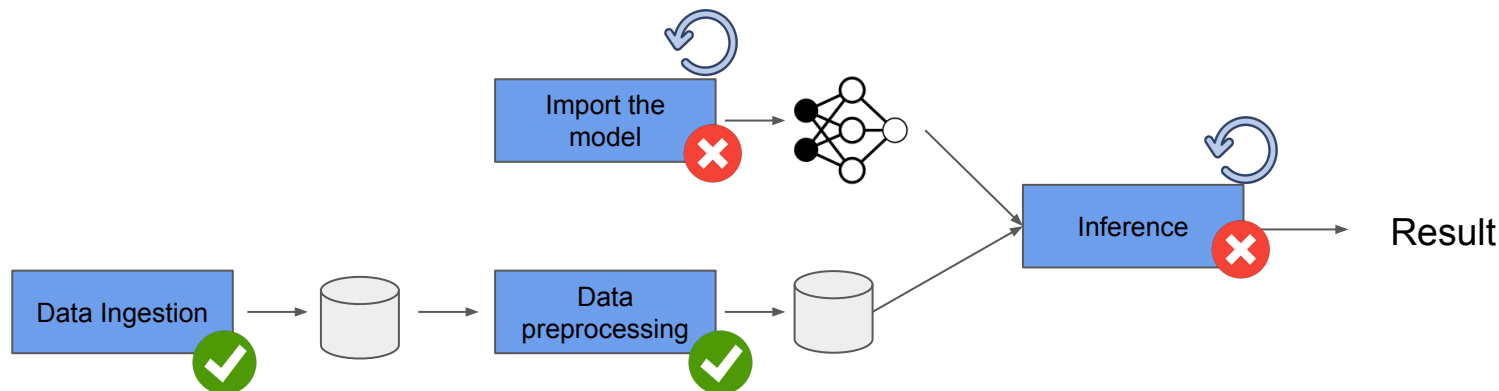 Import the
model
Inference
Result
Data Ingestion
Data
preprocessing